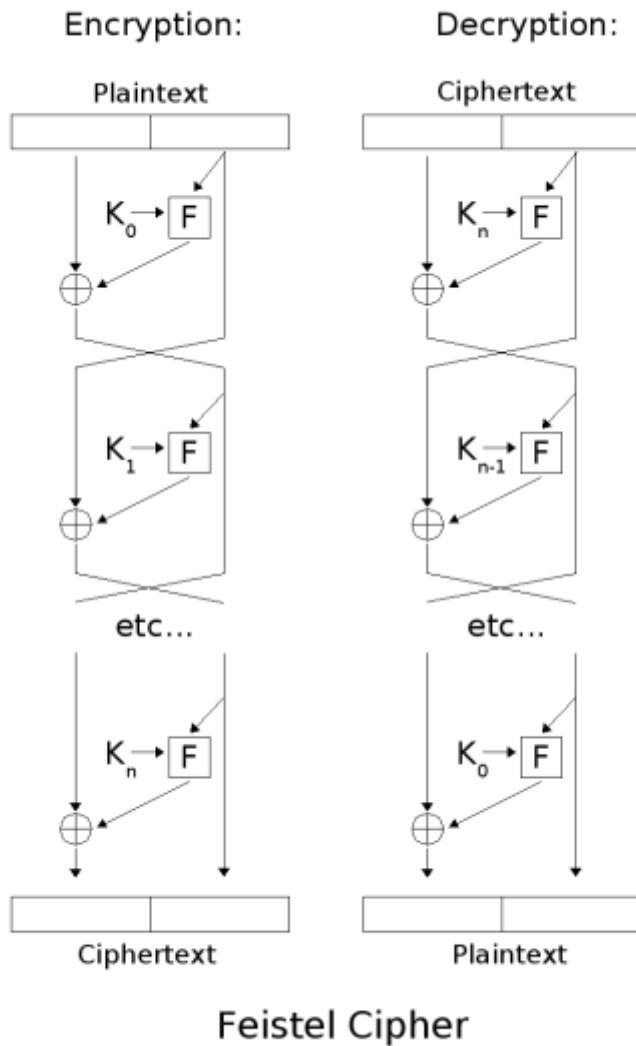 Encryption:
Decryption:
Plaintext
Ciphertext
K0
F
Kn
F
K1
F
Kn-1
F
etc...
etc...
Kn
F
K0
F
Ciphertext
Plaintext
Feistel Cipher